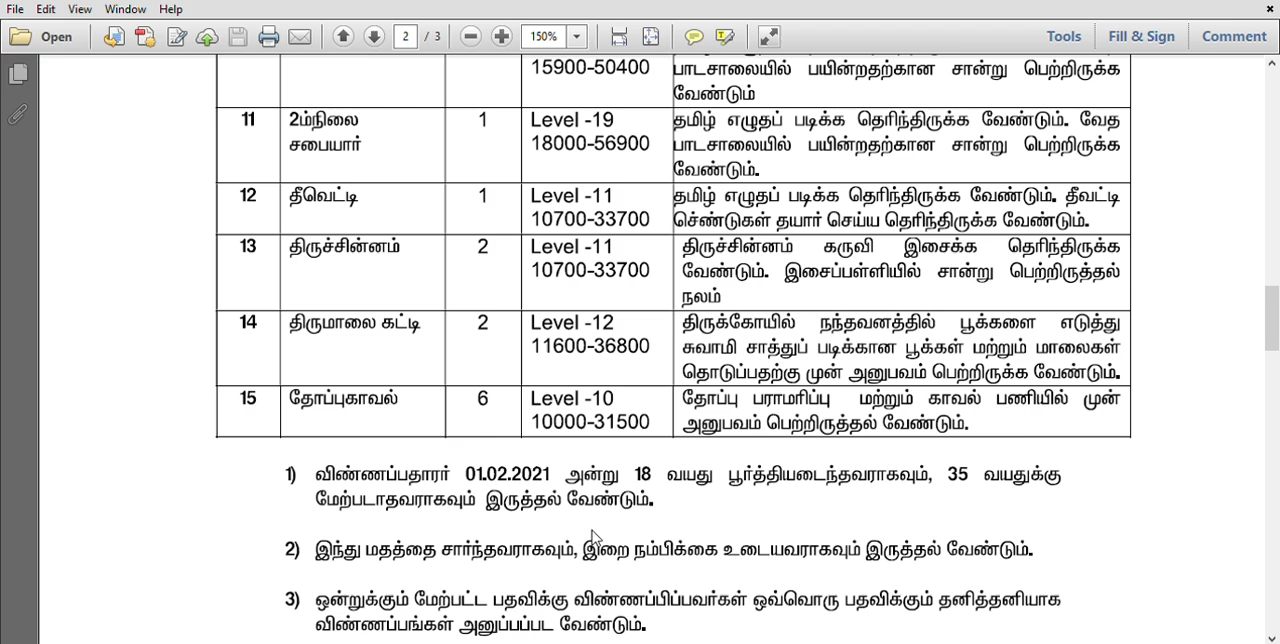 File Edit View Window Help
Open 2 / 3 150% Tools Fill & Sign Comment
15900-50400 பாடசாலையில் பயின்றதற்கான சான்று பெற்றிருக்க
வேண்டும்
11 2ம்நிலை 1 Level -19 தமிழ் எழுதப் படிக்க தெரிந்திருக்க வேண்டும். வேத
சபையார் 18000-56900 பாடசாலையில் பயின்றதற்கான சான்று பெற்றிருக்க
வேண்டும்.
12 தீவெட்டி 1 Level -11 தமிழ் எழுதப் படிக்க தெரிந்திருக்க வேண்டும். தீவட்டி
10700-33700 செண்டுகள் தயார் செய்ய தெரிந்திருக்க வேண்டும்.
13 திருச்சின்னம் 2 Level -11 திருச்சின்னம் கருவி இசைக்க தெரிந்திருக்க
10700-33700 வேண்டும். இசைப்பள்ளியில் சான்று பெற்றிருத்தல்
நலம்
14 திருமாலை கட்டி 2 Level -12 திருக்கோயில் நந்தவனத்தில் பூக்களை எடுத்து
11600-36800 சுவாமி சாத்துப் படிக்கான பூக்கள் மற்றும் மாலைகள்
தொடுப்பதற்கு முன் அனுபவம் பெற்றிருக்க வேண்டும்.
15 தோப்புகாவல் 6 Level -10 தோப்பு பராமரிப்பு மற்றும் காவல் பணியில் முன்
10000-31500 அனுபவம் பெற்றிருத்தல் வேண்டும்.
1) விண்ணப்பதாரர் 01.02.2021 அன்று 18 வயது பூர்த்தியடைந்தவராகவும், 35 வயதுக்கு
மேற்படாதவராகவும் இருத்தல் வேண்டும்.
2) இந்து மதத்தை சார்ந்தவராகவும், இறை நம்பிக்கை உடையவராகவும் இருத்தல் வேண்டும்.
3) ஒன்றுக்கும் மேற்பட்ட பதவிக்கு விண்ணப்பிப்பவர்கள் ஒவ்வொரு பதவிக்கும் தனித்தனியாக
விண்ணப்பங்கள் அனுப்பப்பட வேண்டும்.